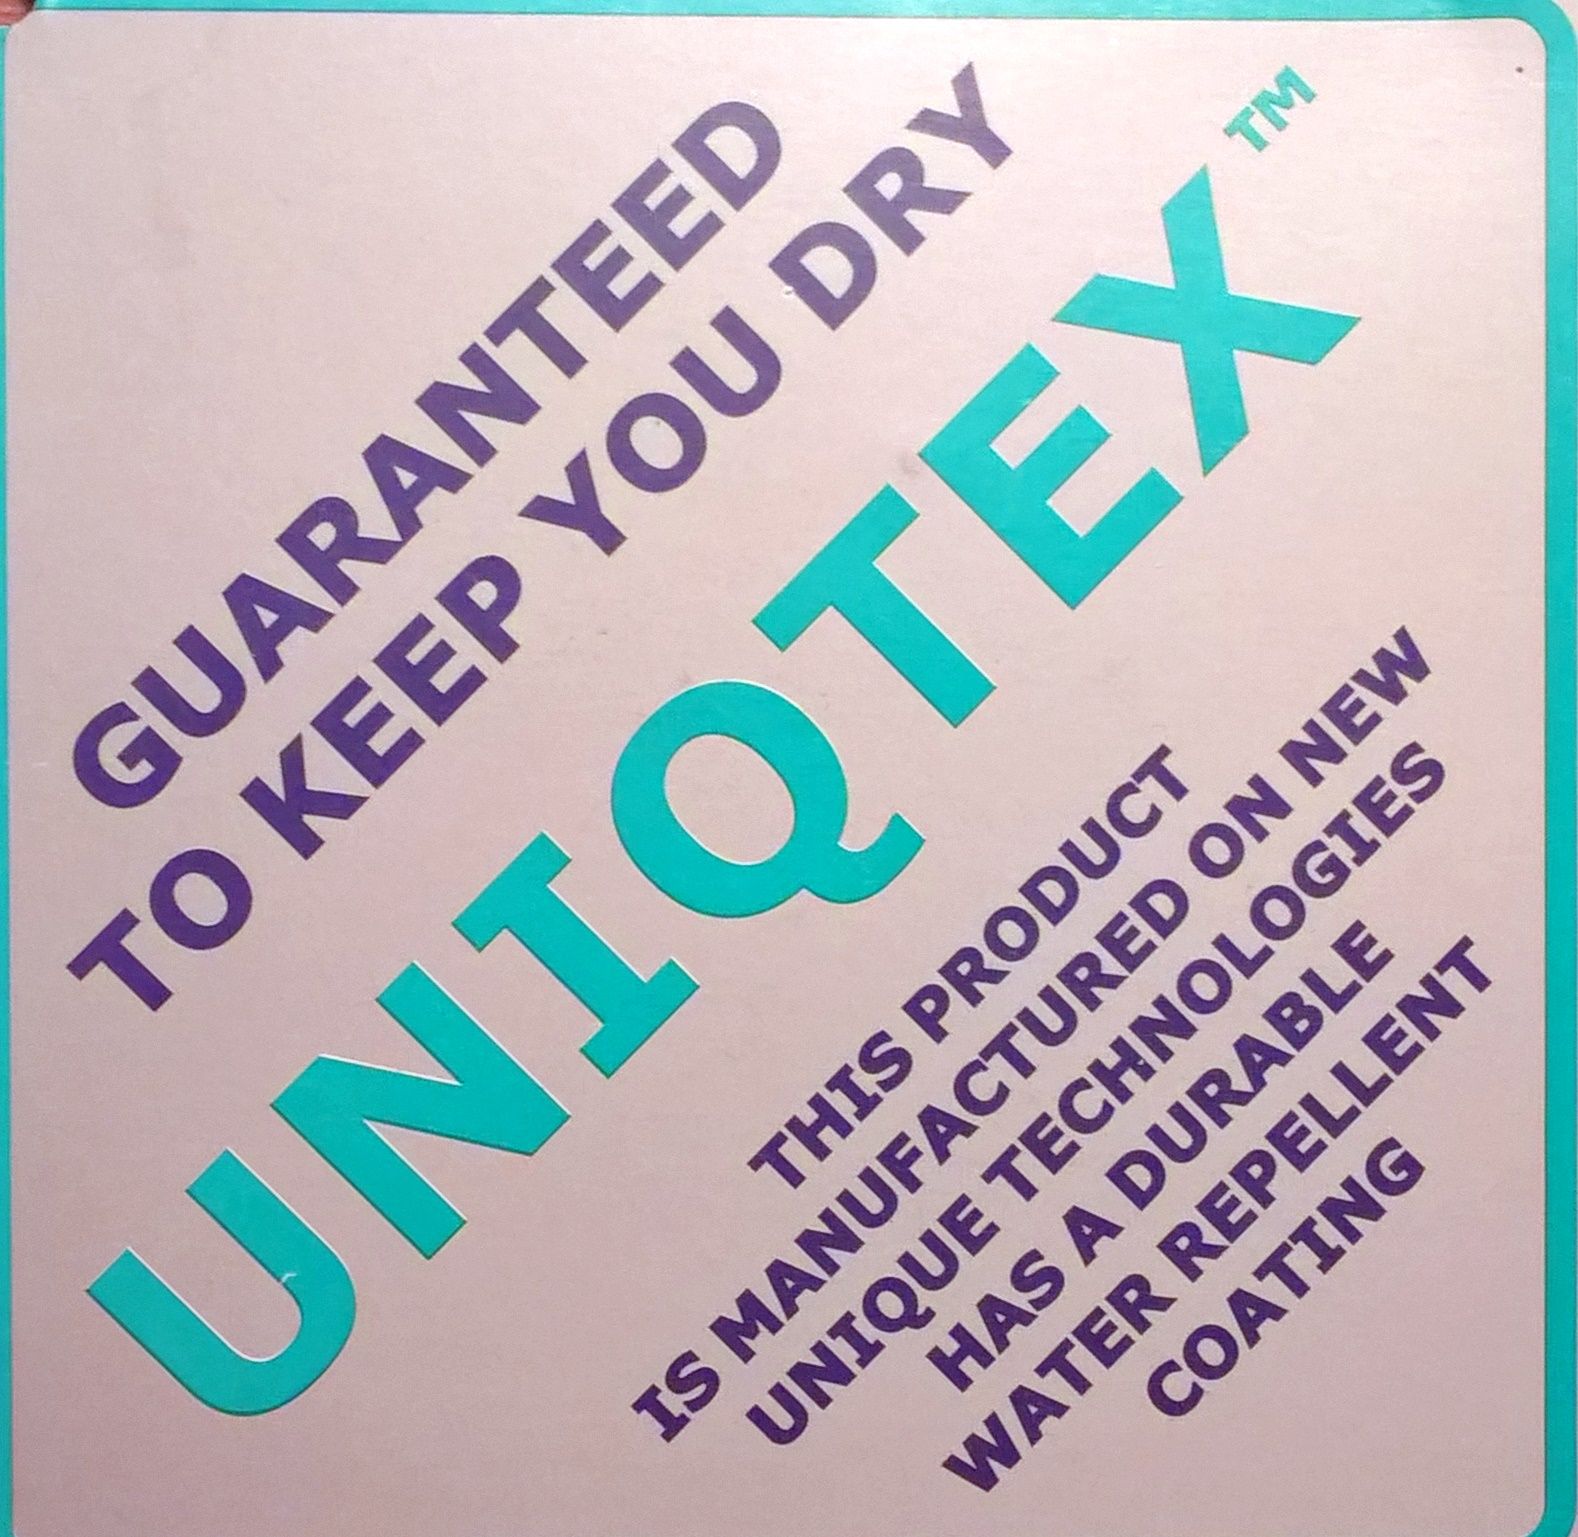 GUARANTEED
TO KEEP YOU DRY
UNIQTEX™
THIS PRODUCT
IS MANUFACTURED ON NEW
UNIQUE TECHNOLOGIES
HAS A DURABLE
WATER REPELLENT
COATING